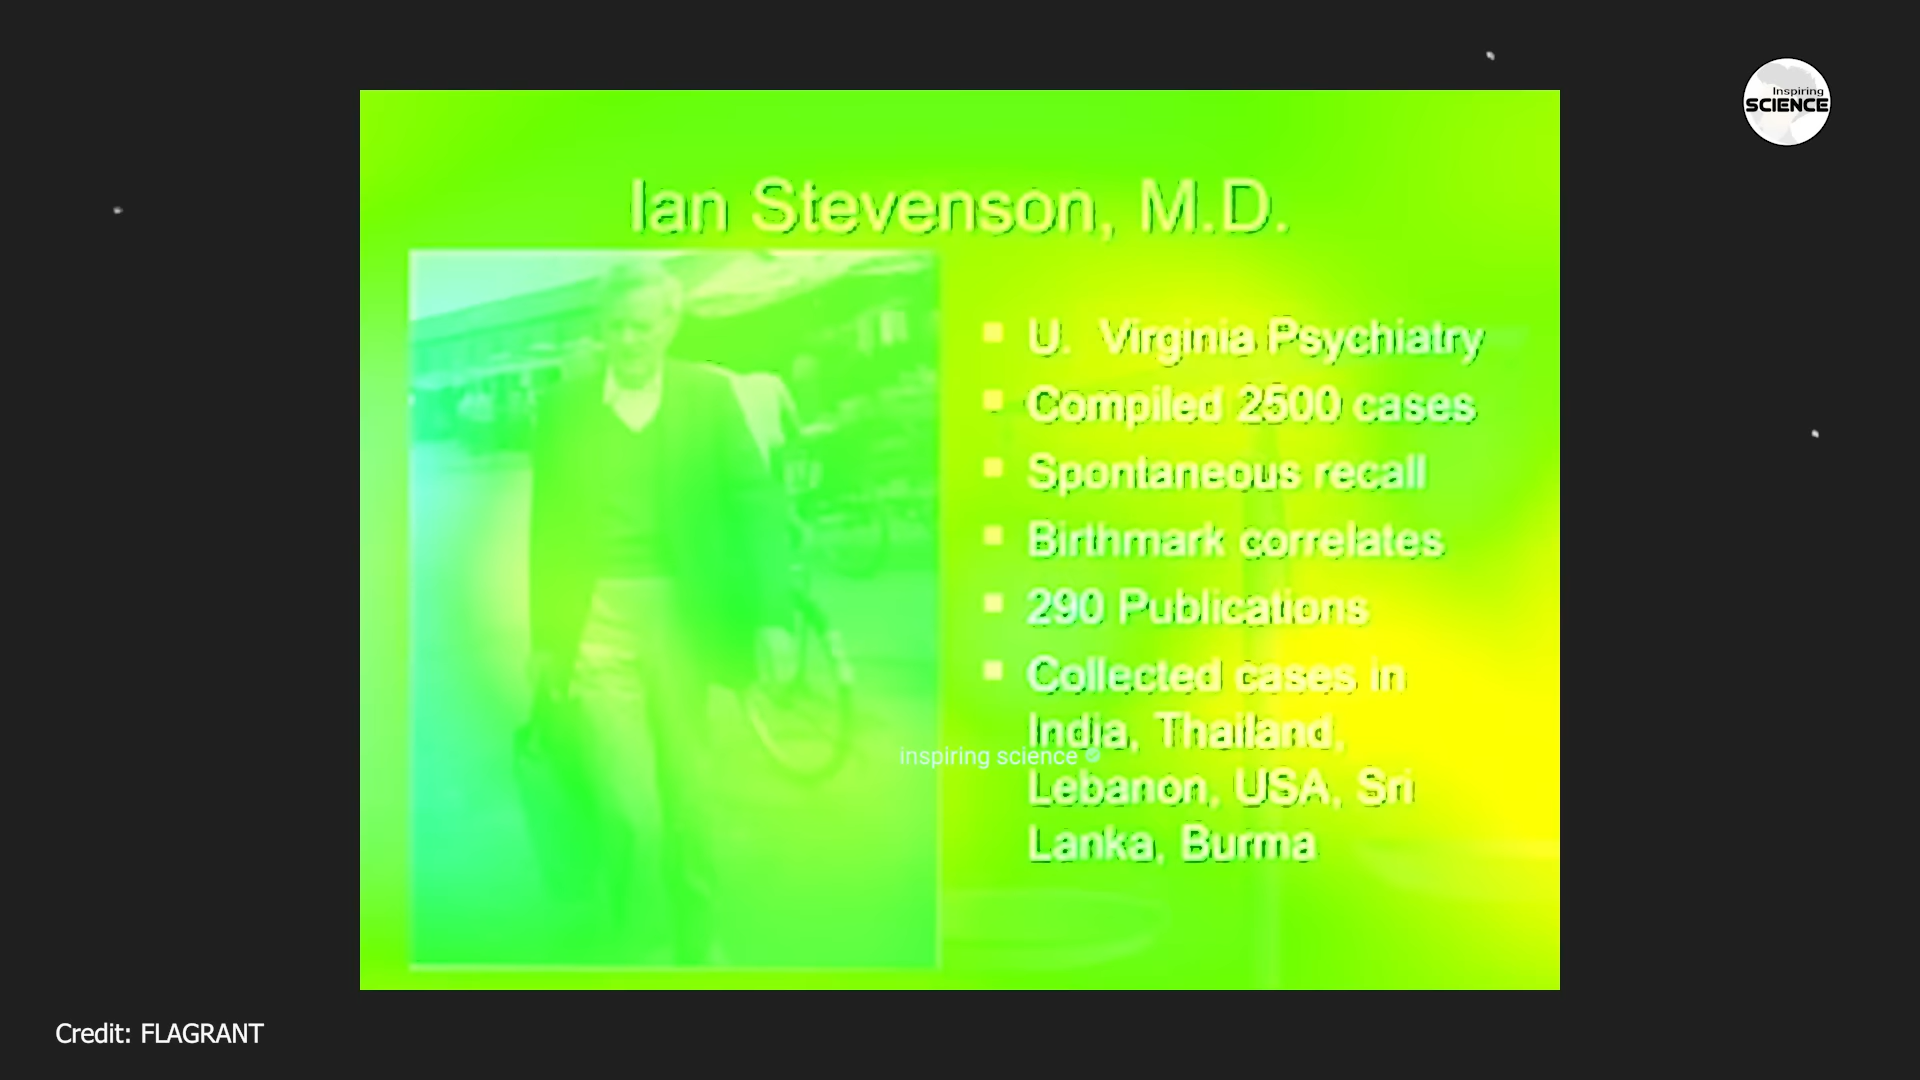 Inspiring
SCIENCE
Ian Stevenson, M.D.
U. Virginia Psychiatry
Compiled 2500 cases
Spontaneous recall
Birthmark correlates
290 Publications
Collected cases in
India, Thailand,
Lebanon, USA, Sri
Lanka, Burma
inspiring science
Credit: FLAGRANT